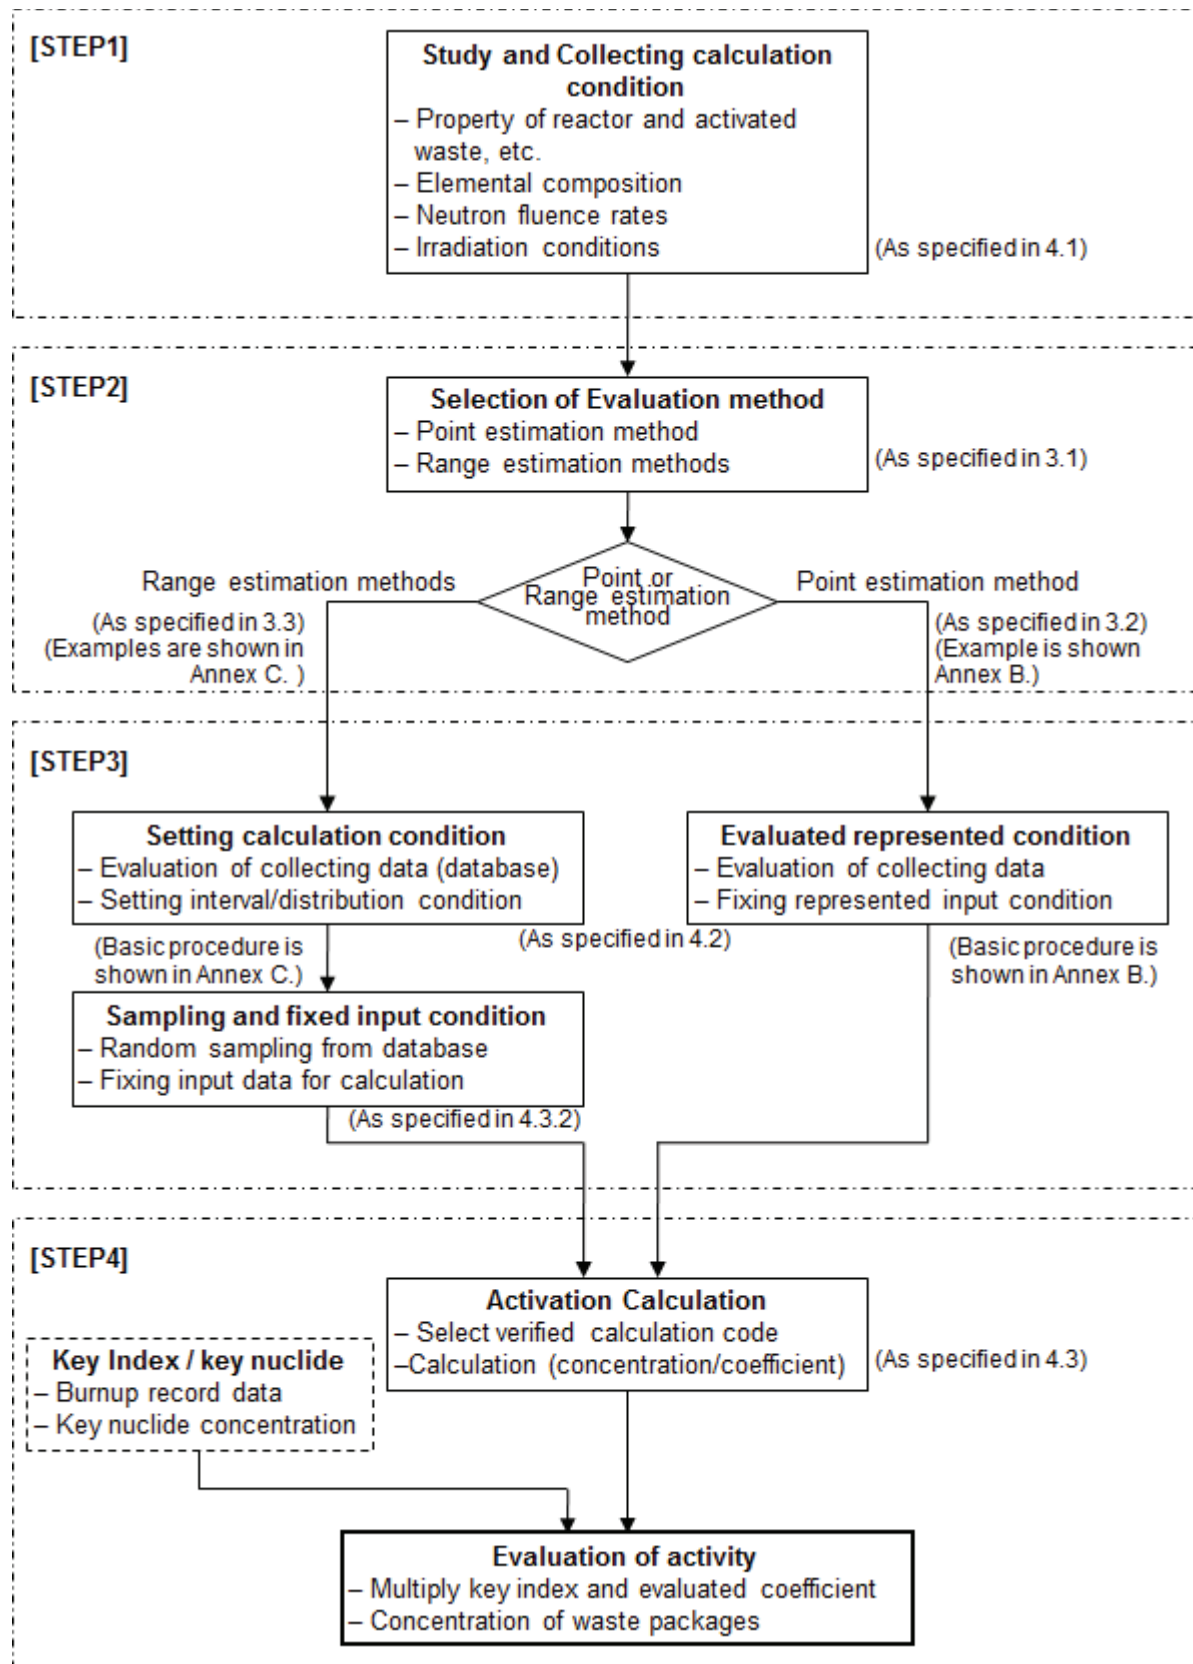 [STEP1]
Study and Collecting calculation
condition
– Property of reactor and activated
waste, etc.
– Elemental composition
– Neutron fluence rates
– Irradiation conditions
(As specified in 4.1)
[STEP2]
Selection of Evaluation method
– Point estimation method
– Range estimation methods
(As specified in 3.1)
Point or
Range estimation
method
Range estimation methods
(As specified in 3.3)
(Examples are shown in
Annex C. )
Point estimation method
(As specified in 3.2)
(Example is shown
Annex B.)
[STEP3]
Setting calculation condition
– Evaluation of collecting data (database)
– Setting interval/distribution condition
(Basic procedure is
shown in Annex C.)
(As specified in 4.2)
Evaluated represented condition
– Evaluation of collecting data
– Fixing represented input condition
(Basic procedure is
shown in Annex B.)
Sampling and fixed input condition
– Random sampling from database
– Fixing input data for calculation
(As specified in 4.3.2)
[STEP4]
Activation Calculation
– Select verified calculation code
–Calculation (concentration/coefficient)
(As specified in 4.3)
Key Index / key nuclide
– Burnup record data
– Key nuclide concentration
Evaluation of activity
– Multiply key index and evaluated coefficient
– Concentration of waste packages